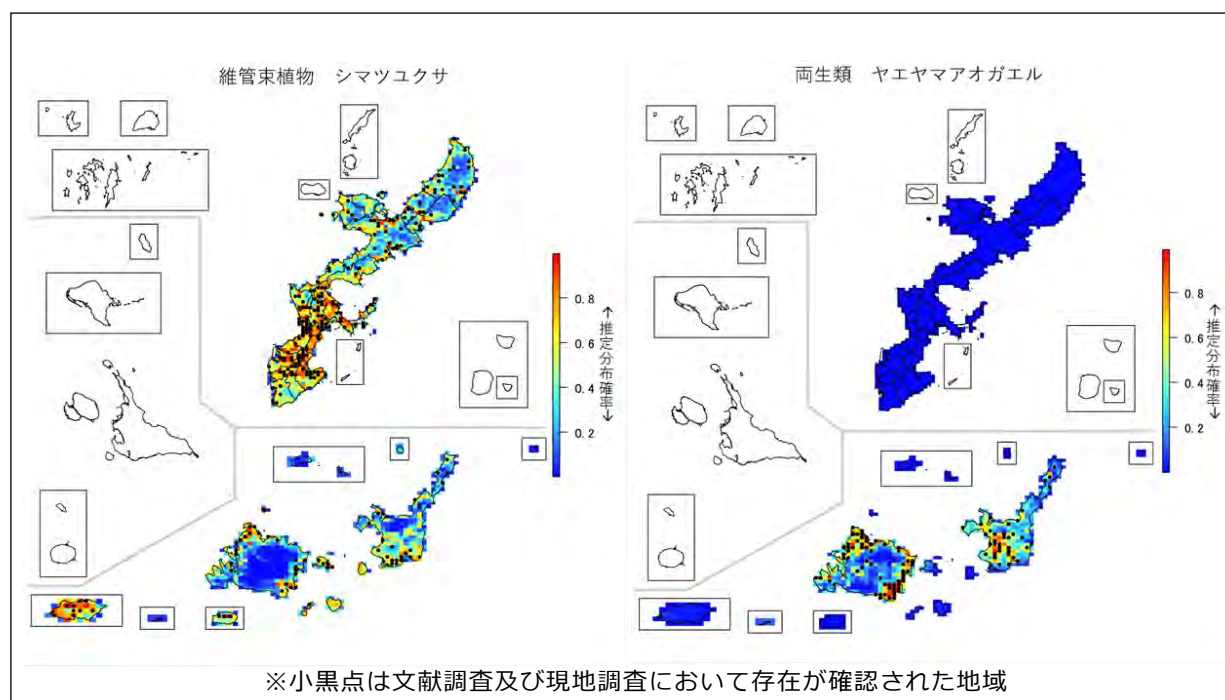 維管束植物 シマツユクサ
0.8
0.6
0.4
0.2
↑推定分布確率↓
両生類 ヤエヤマアオガエル
0.8
0.6
0.4
0.2
↑推定分布確率↓
※小黒点は文献調査及び現地調査において存在が確認された地域